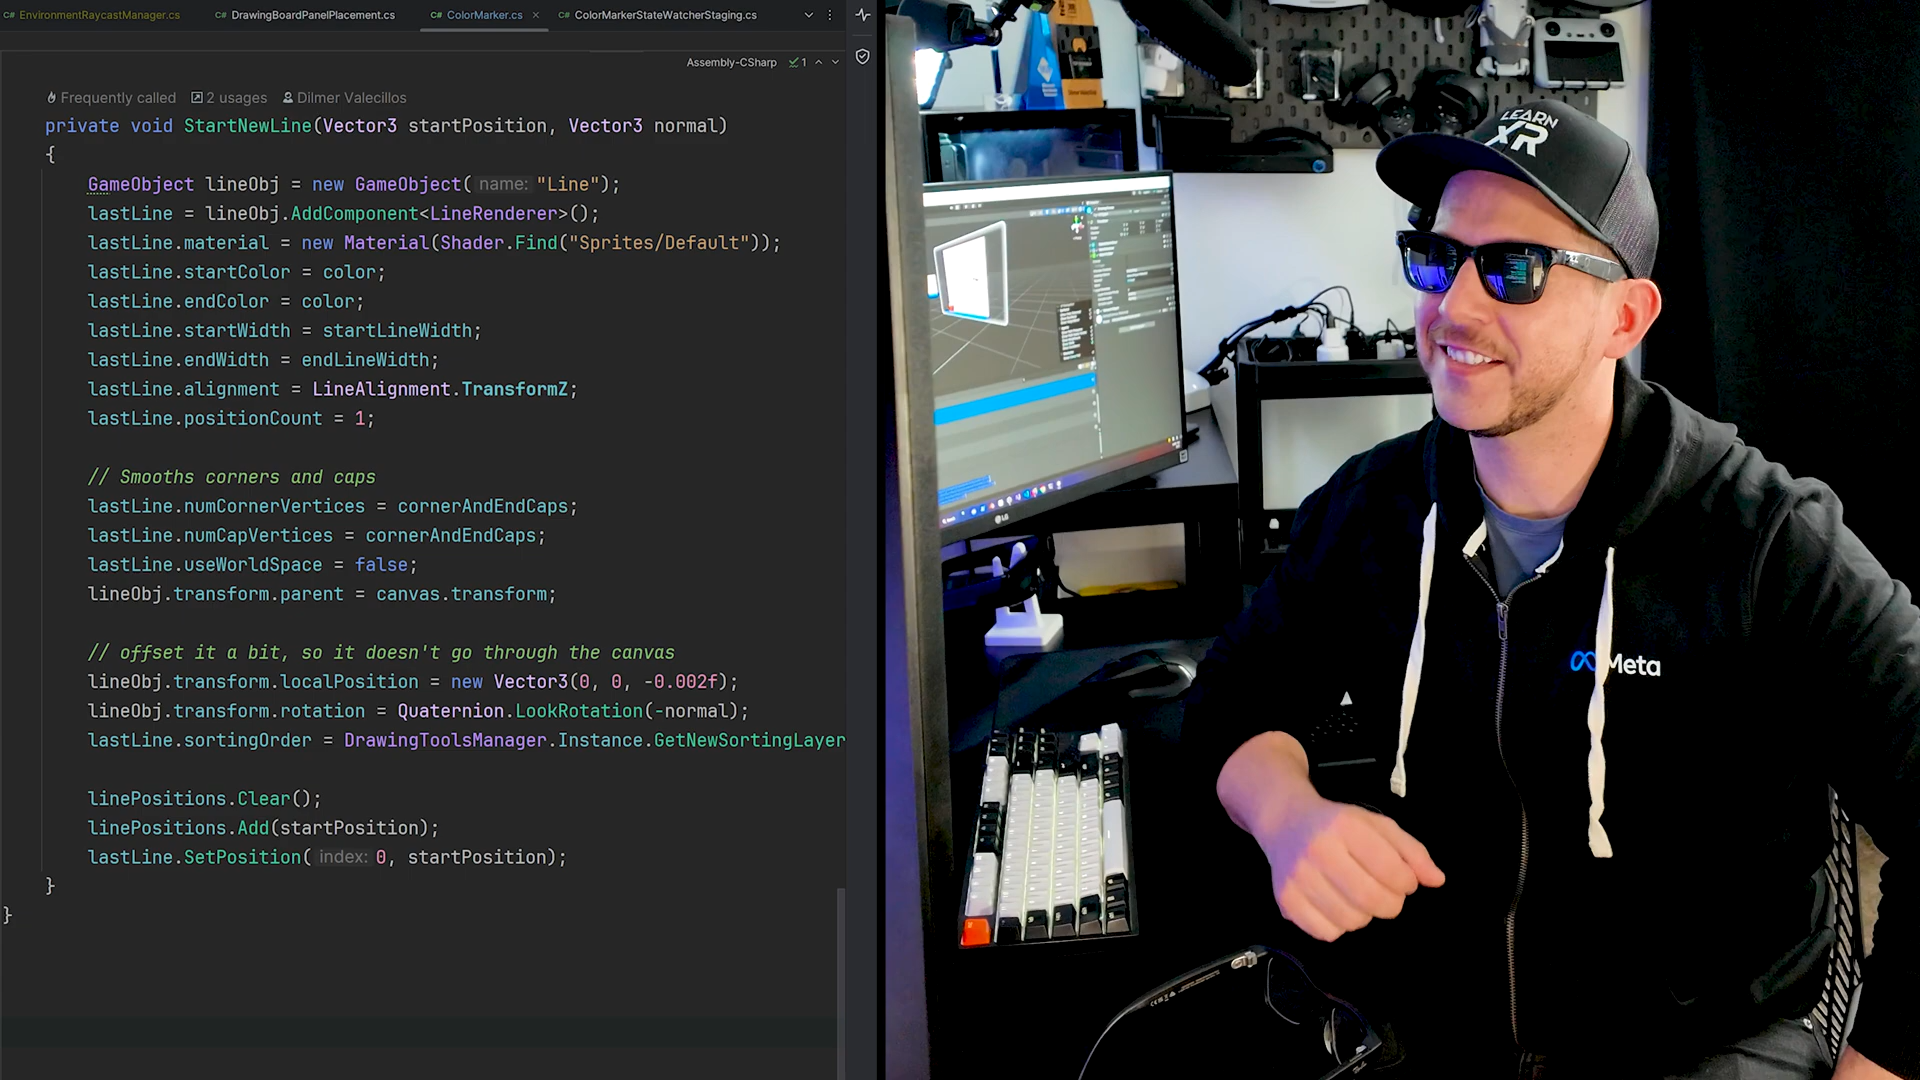 C# EnvironmentRaycastManager.cs C# DrawingBoardPanelPlacement.cs C# ColorMarker.cs × C# ColorMarkerStateWatcherStaging.cs
Assembly-CSharp 1
Frequently called 2 usages Dilmer Valecillos
private void StartNewLine(Vector3 startPosition, Vector3 normal)
{
GameObject lineObj = new GameObject( name: "Line");
lastLine = lineObj.AddComponent<LineRenderer>();
lastLine.material = new Material(Shader.Find("Sprites/Default"));
lastLine.startColor = color;
lastLine.endColor = color;
lastLine.startWidth = startLineWidth;
lastLine.endWidth = endLineWidth;
lastLine.alignment = LineAlignment.TransformZ;
lastLine.positionCount = 1;
// Smooths corners and caps
lastLine.numCornerVertices = cornerAndEndCaps;
lastLine.numCapVertices = cornerAndEndCaps;
lastLine.useWorldSpace = false;
lineObj.transform.parent = canvas.transform;
// offset it a bit, so it doesn't go through the canvas
lineObj.transform.localPosition = new Vector3(0, 0, -0.002f);
lineObj.transform.rotation = Quaternion.LookRotation(-normal);
lastLine.sortingOrder = DrawingToolsManager.Instance.GetNewSortingLayer
linePositions.Clear();
linePositions.Add(startPosition);
lastLine.SetPosition( index: 0, startPosition);
}
}
LEARN
XR
Meta
LG